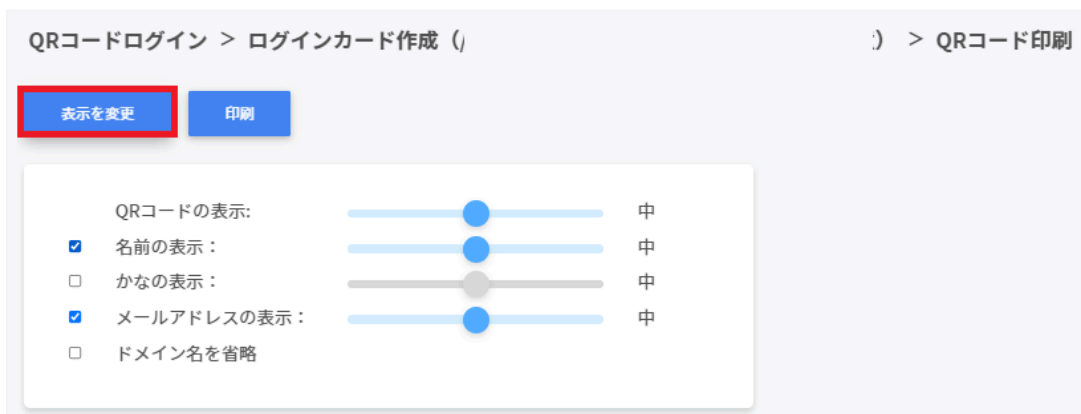 QRコードログイン > ログインカード作成（/ ） > QRコード印刷
表示を変更 印刷
QRコードの表示: 中
名前の表示： 中
かなの表示： 中
メールアドレスの表示： 中
ドメイン名を省略